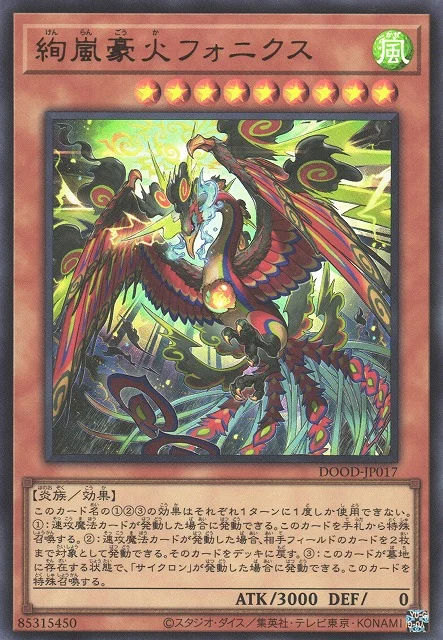 絢嵐豪火フォニクス
けんらんごうか
風
DOOD-JP017
【炎族／効果】
このカード名の①②③の効果はそれぞれ1ターンに1度しか使用できない。
①：速攻魔法カードが発動した場合に発動できる。このカードを手札から特殊
召喚する。②：速攻魔法カードが発動した場合、相手フィールドのカードを2枚
まで対象として発動できる。そのカードをデッキに戻す。③：このカードが墓地
に存在する状態で、「サイクロン」が発動した場合に発動できる。このカードを
特殊召喚する。
ATK/3000 DEF/ 0
85315450
©スタジオ・ダイス／集英社・テレビ東京・KONAMI